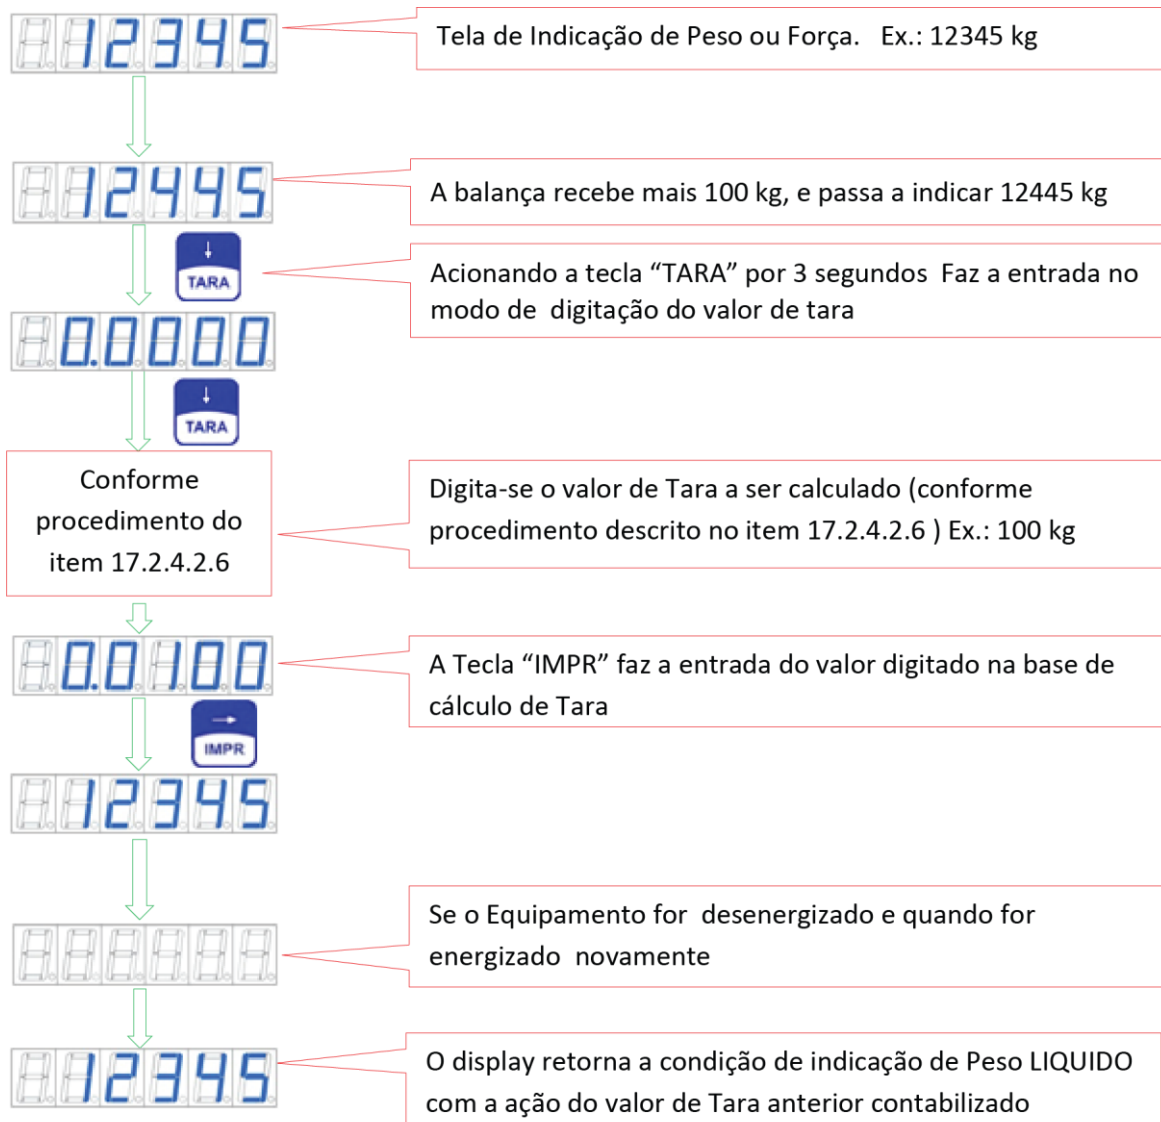 12345
Tela de Indicação de Peso ou Força. Ex.: 12345 kg
12445
A balança recebe mais 100 kg, e passa a indicar 12445 kg
TARA
Acionando a tecla “TARA” por 3 segundos Faz a entrada no
modo de digitação do valor de tara
0.0000
TARA
Conforme
procedimento do
item 17.2.4.2.6
Digita-se o valor de Tara a ser calculado (conforme
procedimento descrito no item 17.2.4.2.6 ) Ex.: 100 kg
0.0100
A Tecla “IMPR” faz a entrada do valor digitado na base de
cálculo de Tara
IMPR
12345
Se o Equipamento for desenergizado e quando for
energizado novamente
12345
O display retorna a condição de indicação de Peso LIQUIDO
com a ação do valor de Tara anterior contabilizado